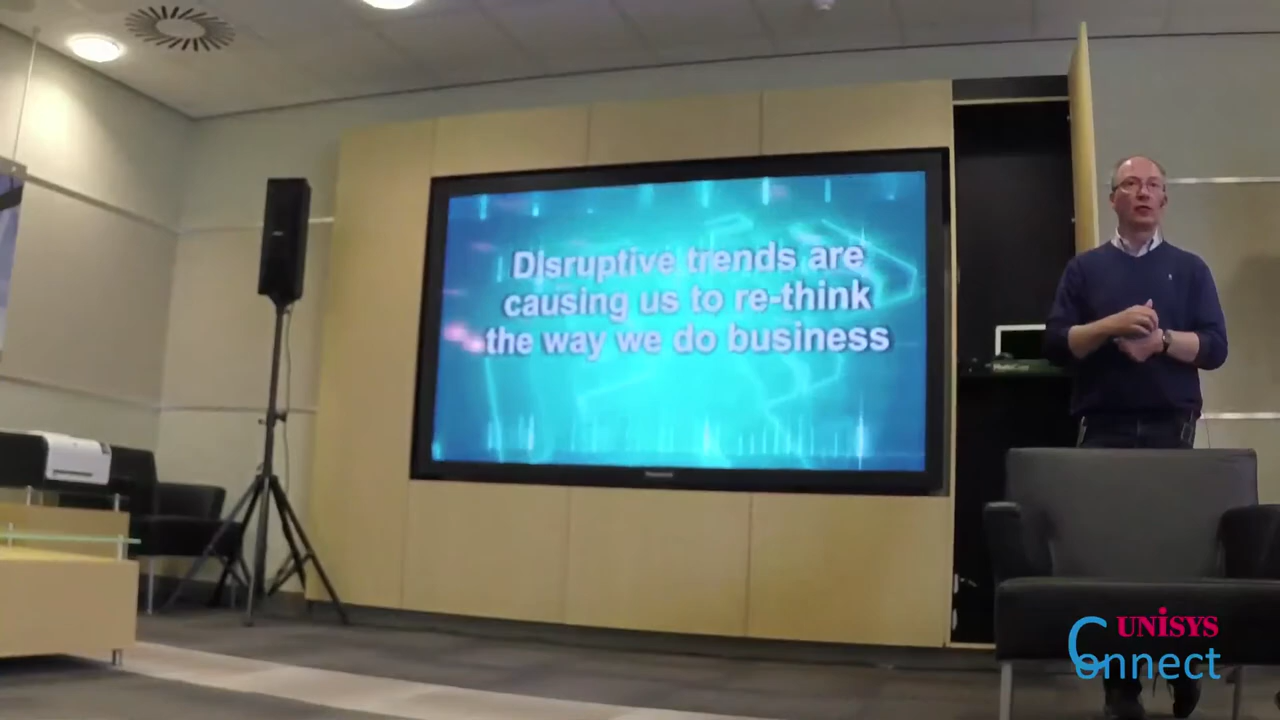 Disruptive trends are
causing us to re-think
the way we do business
UNiSYS
Connect